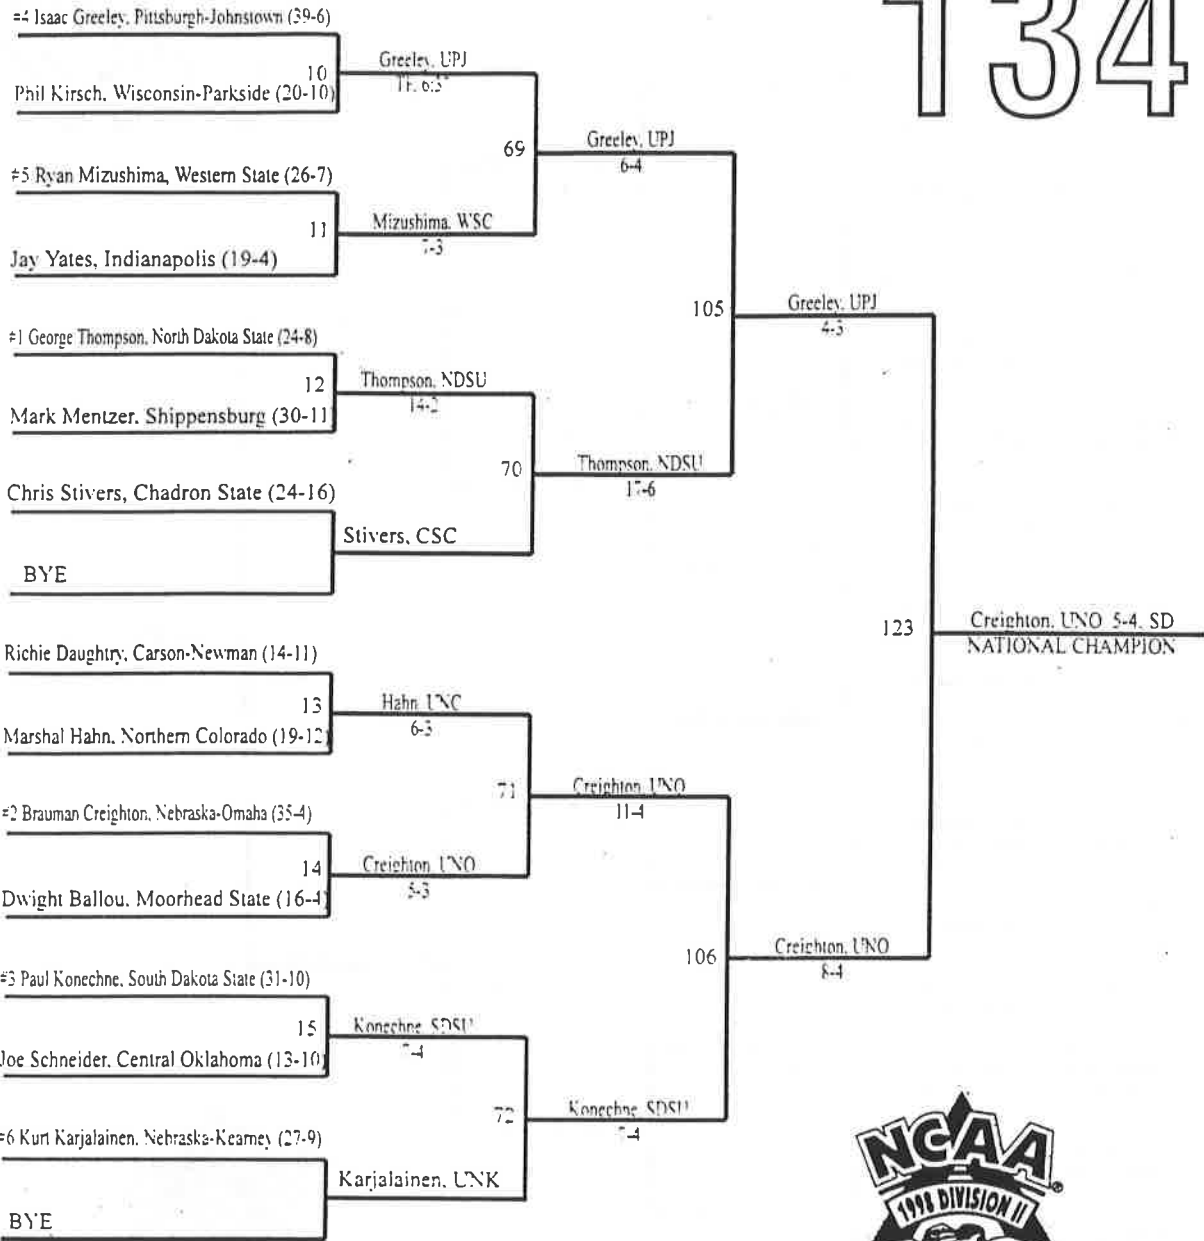 134
#4 Isaac Greeley, Pittsburgh-Johnstown (39-6)
10
Greeley, UPJ
TF,
Phil Kirsch, Wisconsin-Parkside (20-10)
69
Greeley, UPJ
6-4
#5 Ryan Mizushima, Western State (26-7)
11
Mizushima, WSC
7-3
Jay Yates, Indianapolis (19-4)
105
Greeley, UPJ
4-3
#1 George Thompson, North Dakota State (24-8)
12
Thompson, NDSU
14-2
Mark Mentzer, Shippensburg (30-11)
70
Thompson, NDSU
17-6
Chris Stivers, Chadron State (24-16)
Stivers, CSC
BYE
123
Creighton, UNO 5-4, SD
NATIONAL CHAMPION
Richie Daughtry, Carson-Newman (14-11)
13
Hahn, UNC
6-3
Marshal Hahn, Northern Colorado (19-12)
71
Creighton, UNO
11-4
#2 Brauman Creighton, Nebraska-Omaha (35-4)
14
Creighton, UNO
5-3
Dwight Ballou, Moorhead State (16-4)
106
Creighton, UNO
8-4
#3 Paul Konechne, South Dakota State (31-10)
15
Konechne, SDSU
7-4
Joe Schneider, Central Oklahoma (13-10)
72
Konechne, SDSU
7-4
#6 Kurt Karjalainen, Nebraska-Kearney (27-9)
Karjalainen, UNK
BYE
NCAA
1998 DIVISION II